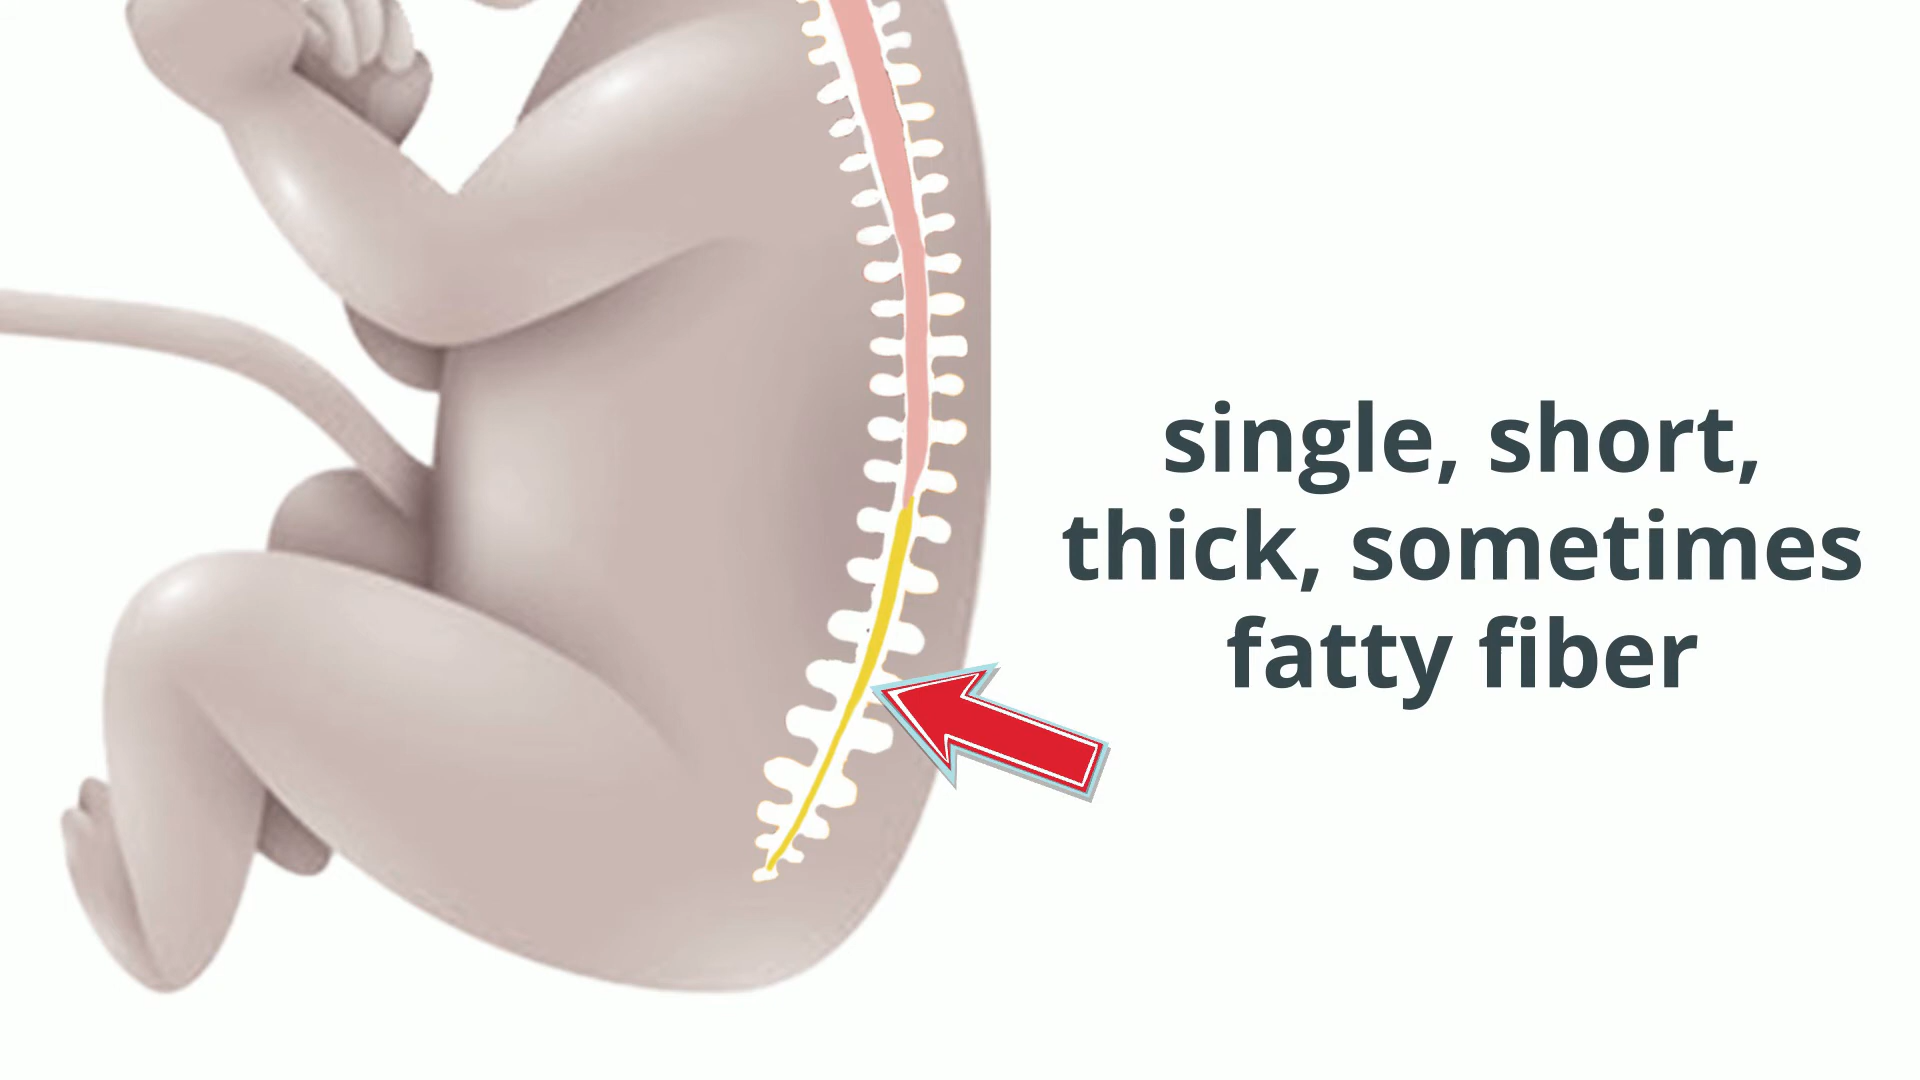 single, short,
thick, sometimes
fatty fiber